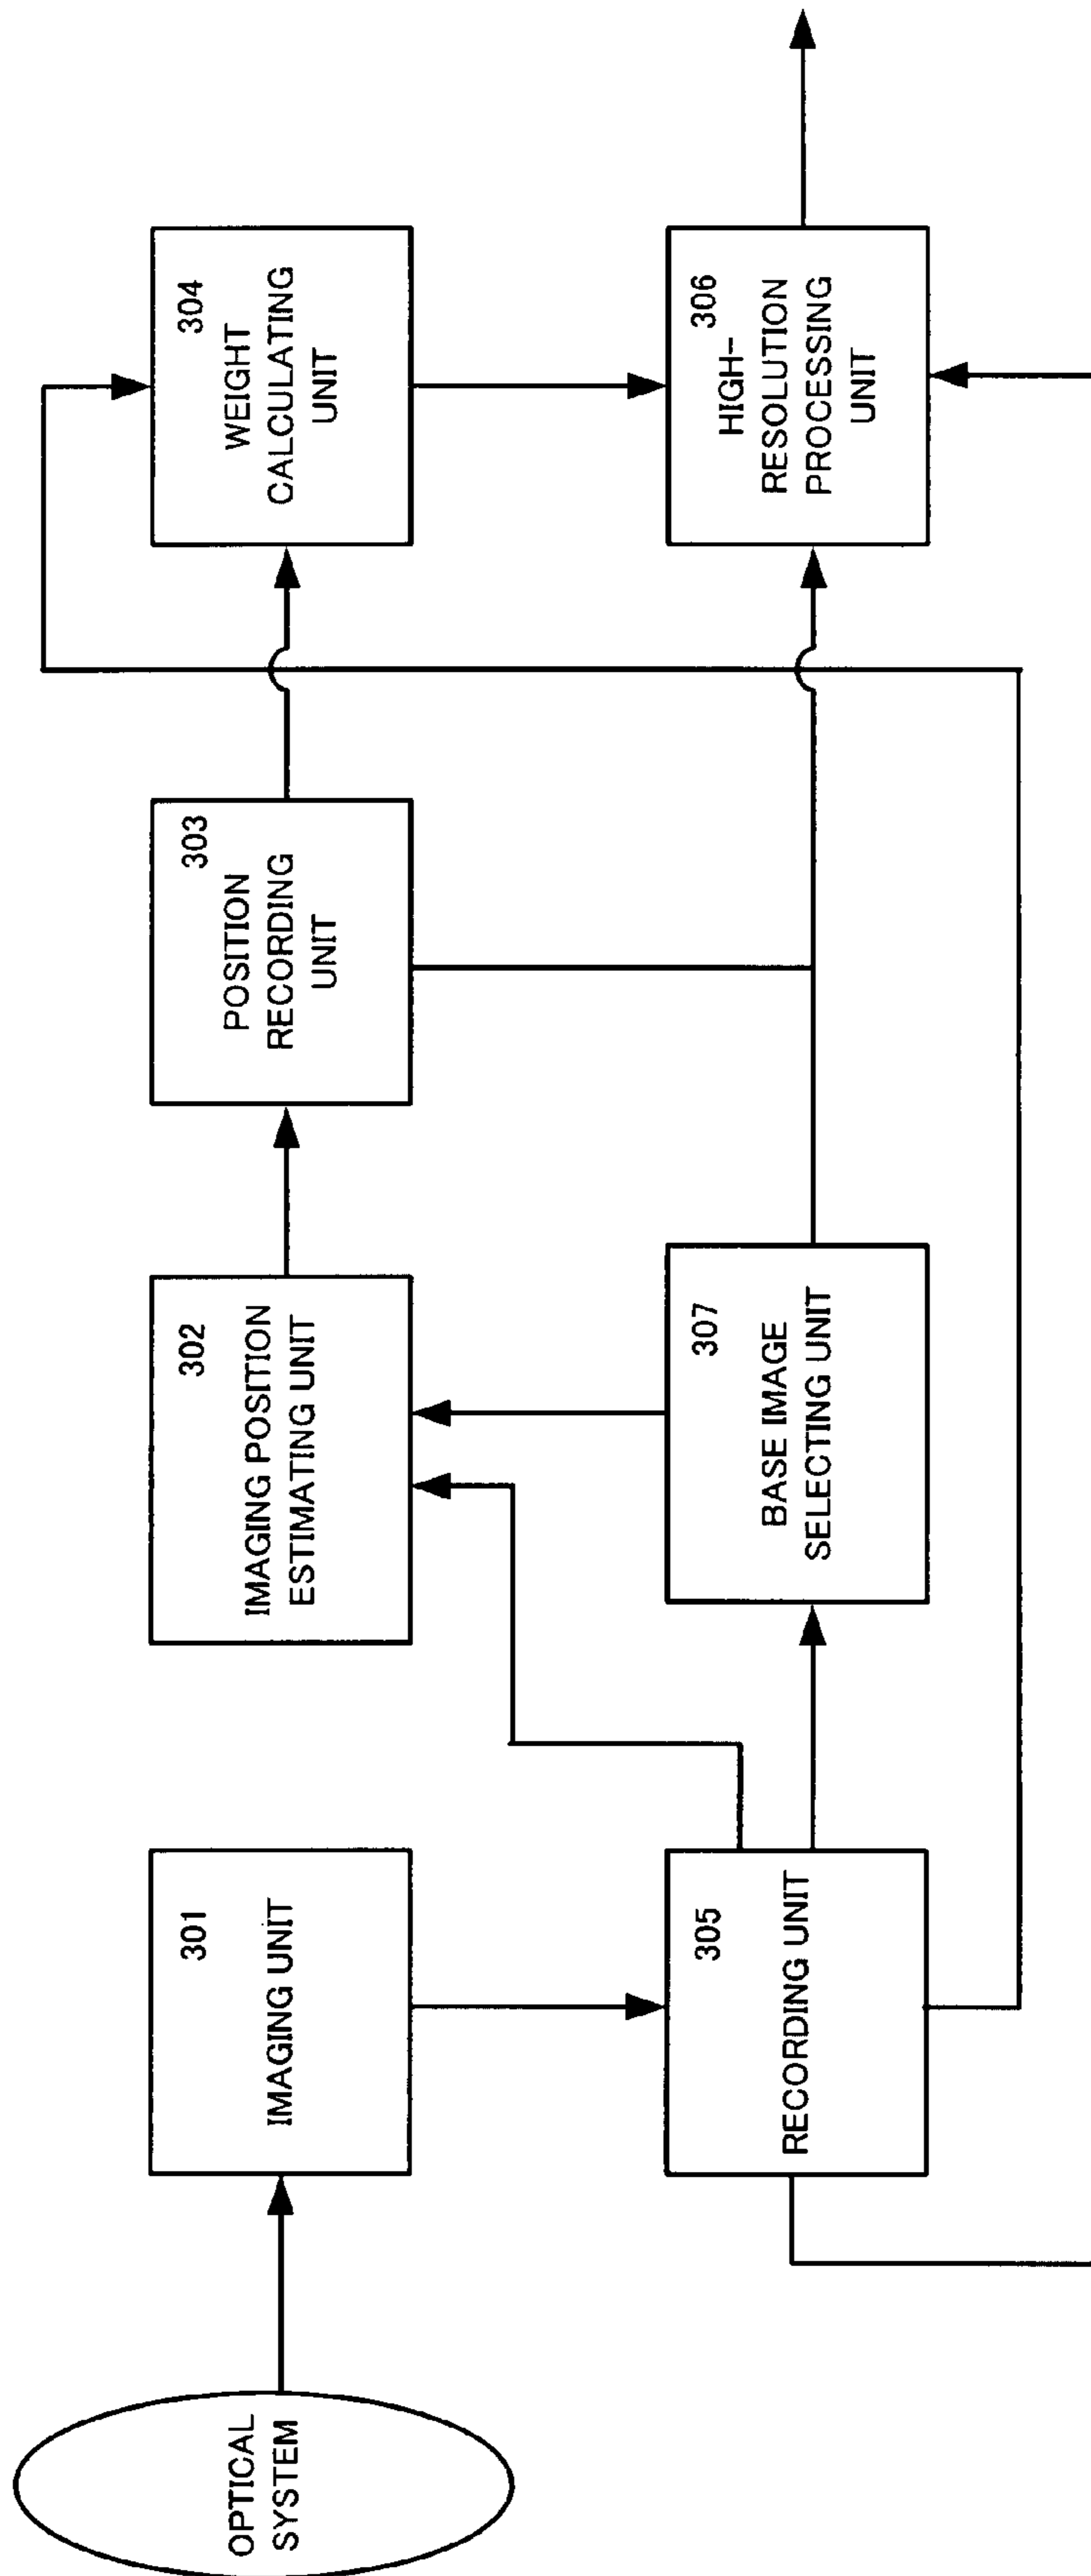 OPTICAL
SYSTEM
301
IMAGING UNIT
302
IMAGING POSITION
ESTIMATING UNIT
303
POSITION
RECORDING
UNIT
304
WEIGHT
CALCULATING
UNIT
305
RECORDING UNIT
307
BASE IMAGE
SELECTING UNIT
306
HIGH-
RESOLUTION
PROCESSING
UNIT